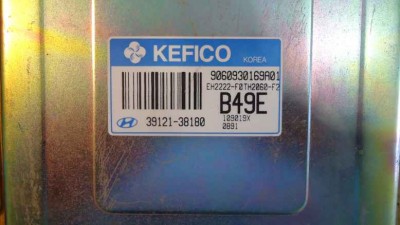 KEFICO KOREA
9060930169A01
EH2222-F0TH2060-F2
B49E
109019X
39121-38180
0891